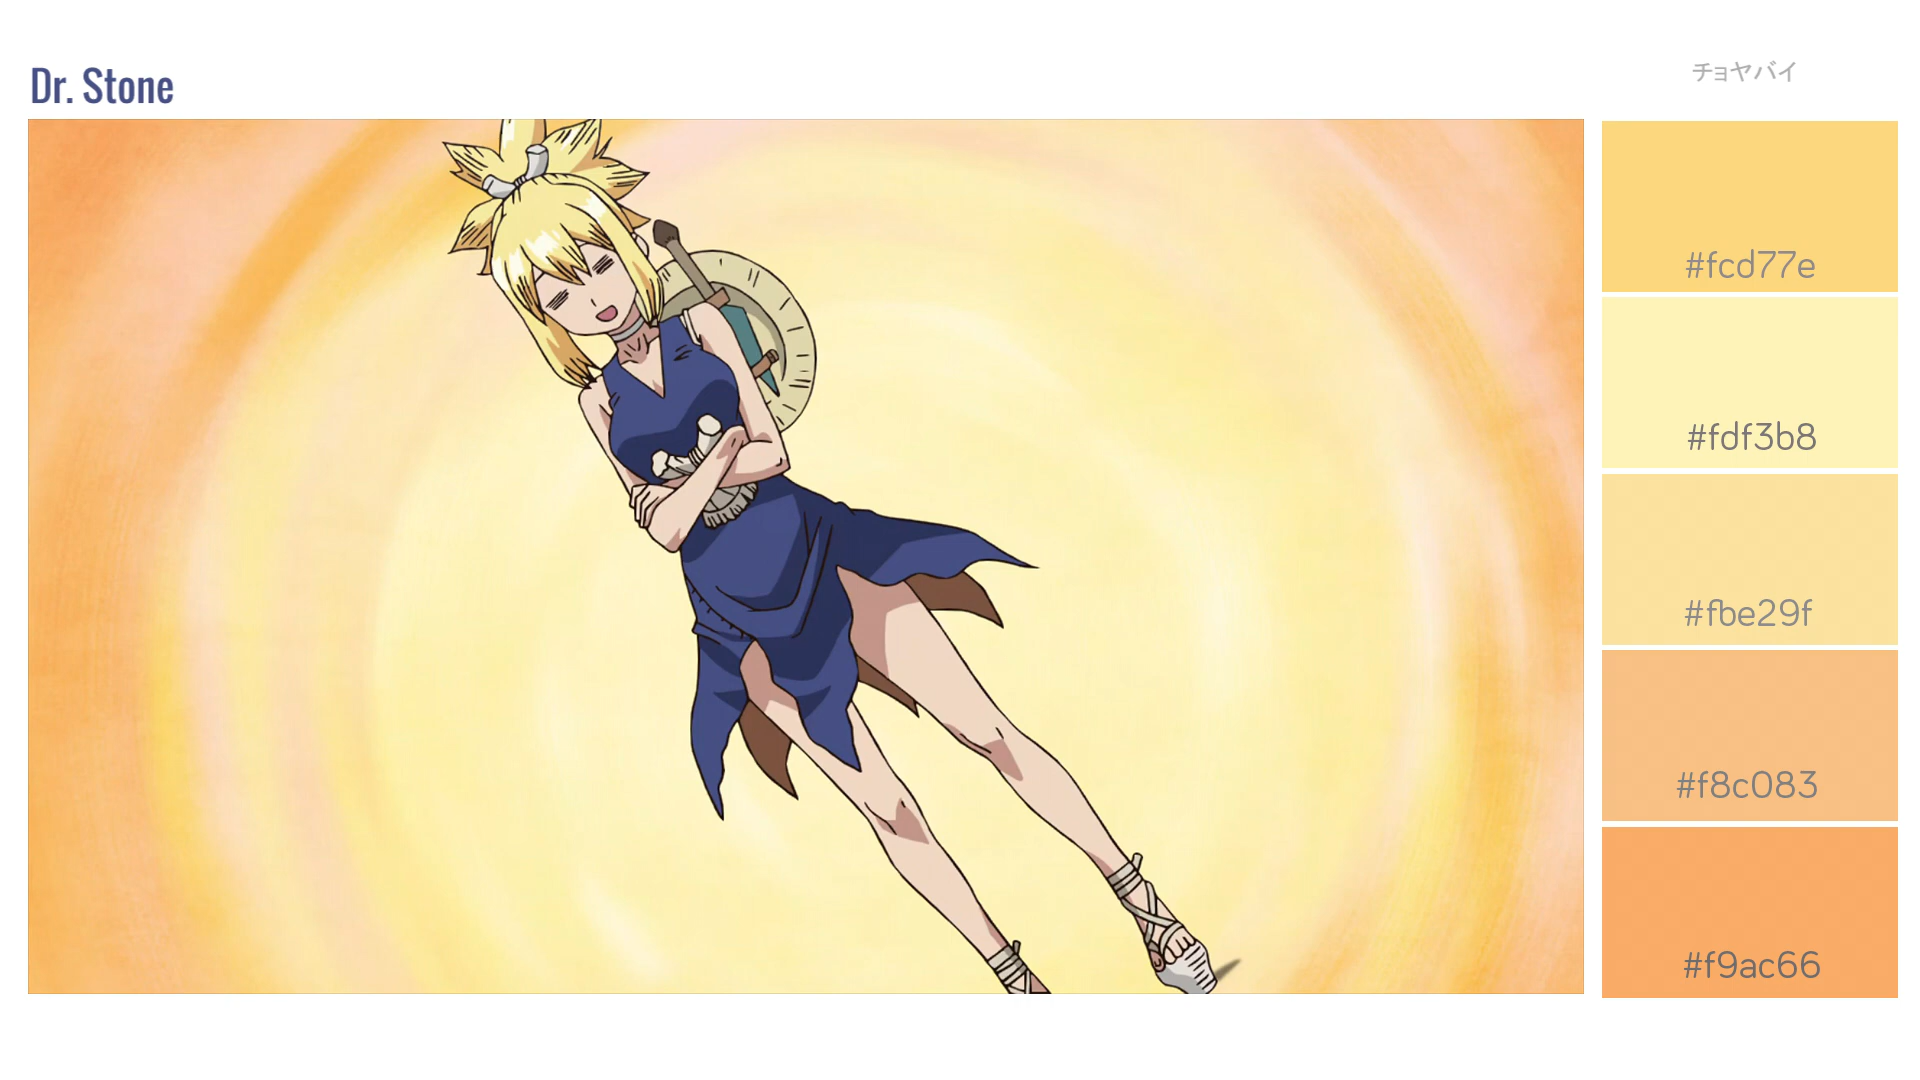 Dr. Stone
チョヤバイ
#fcd77e
#fdf3b8
#fbe29f
#f8c083
#f9ac66